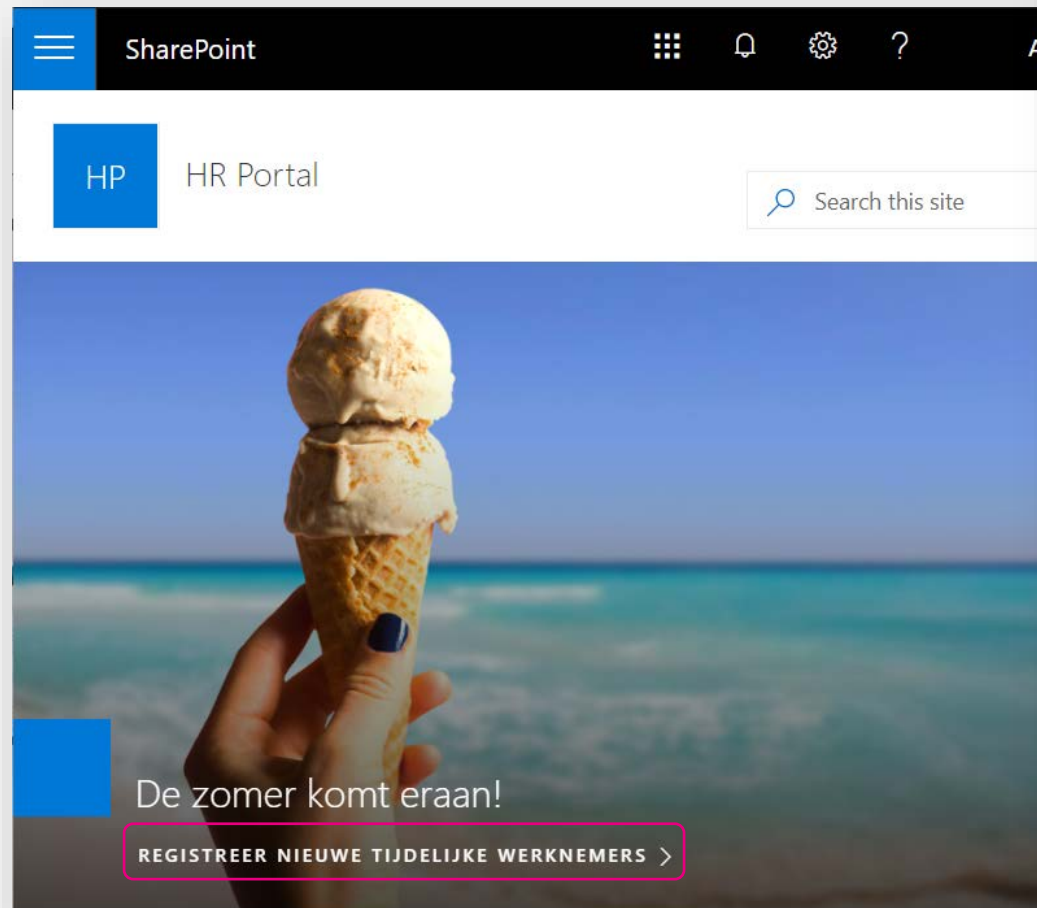 SharePoint
A
HP
HR Portal
Search this site
De zomer komt eraan!
REGISTREER NIEUWE TIJDELIJKE WERKNEMERS